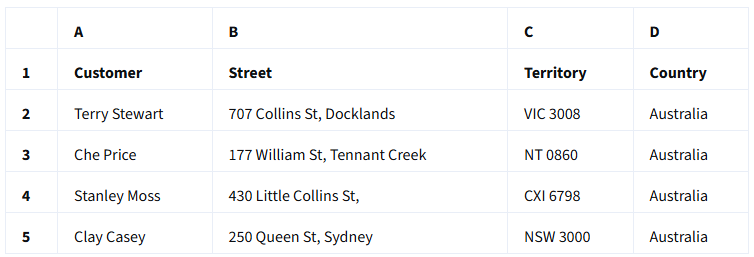 A B C D
1 Customer Street Territory Country
2 Terry Stewart 707 Collins St, Docklands VIC 3008 Australia
3 Che Price 177 William St, Tennant Creek NT 0860 Australia
4 Stanley Moss 430 Little Collins St, CXI 6798 Australia
5 Clay Casey 250 Queen St, Sydney NSW 3000 Australia